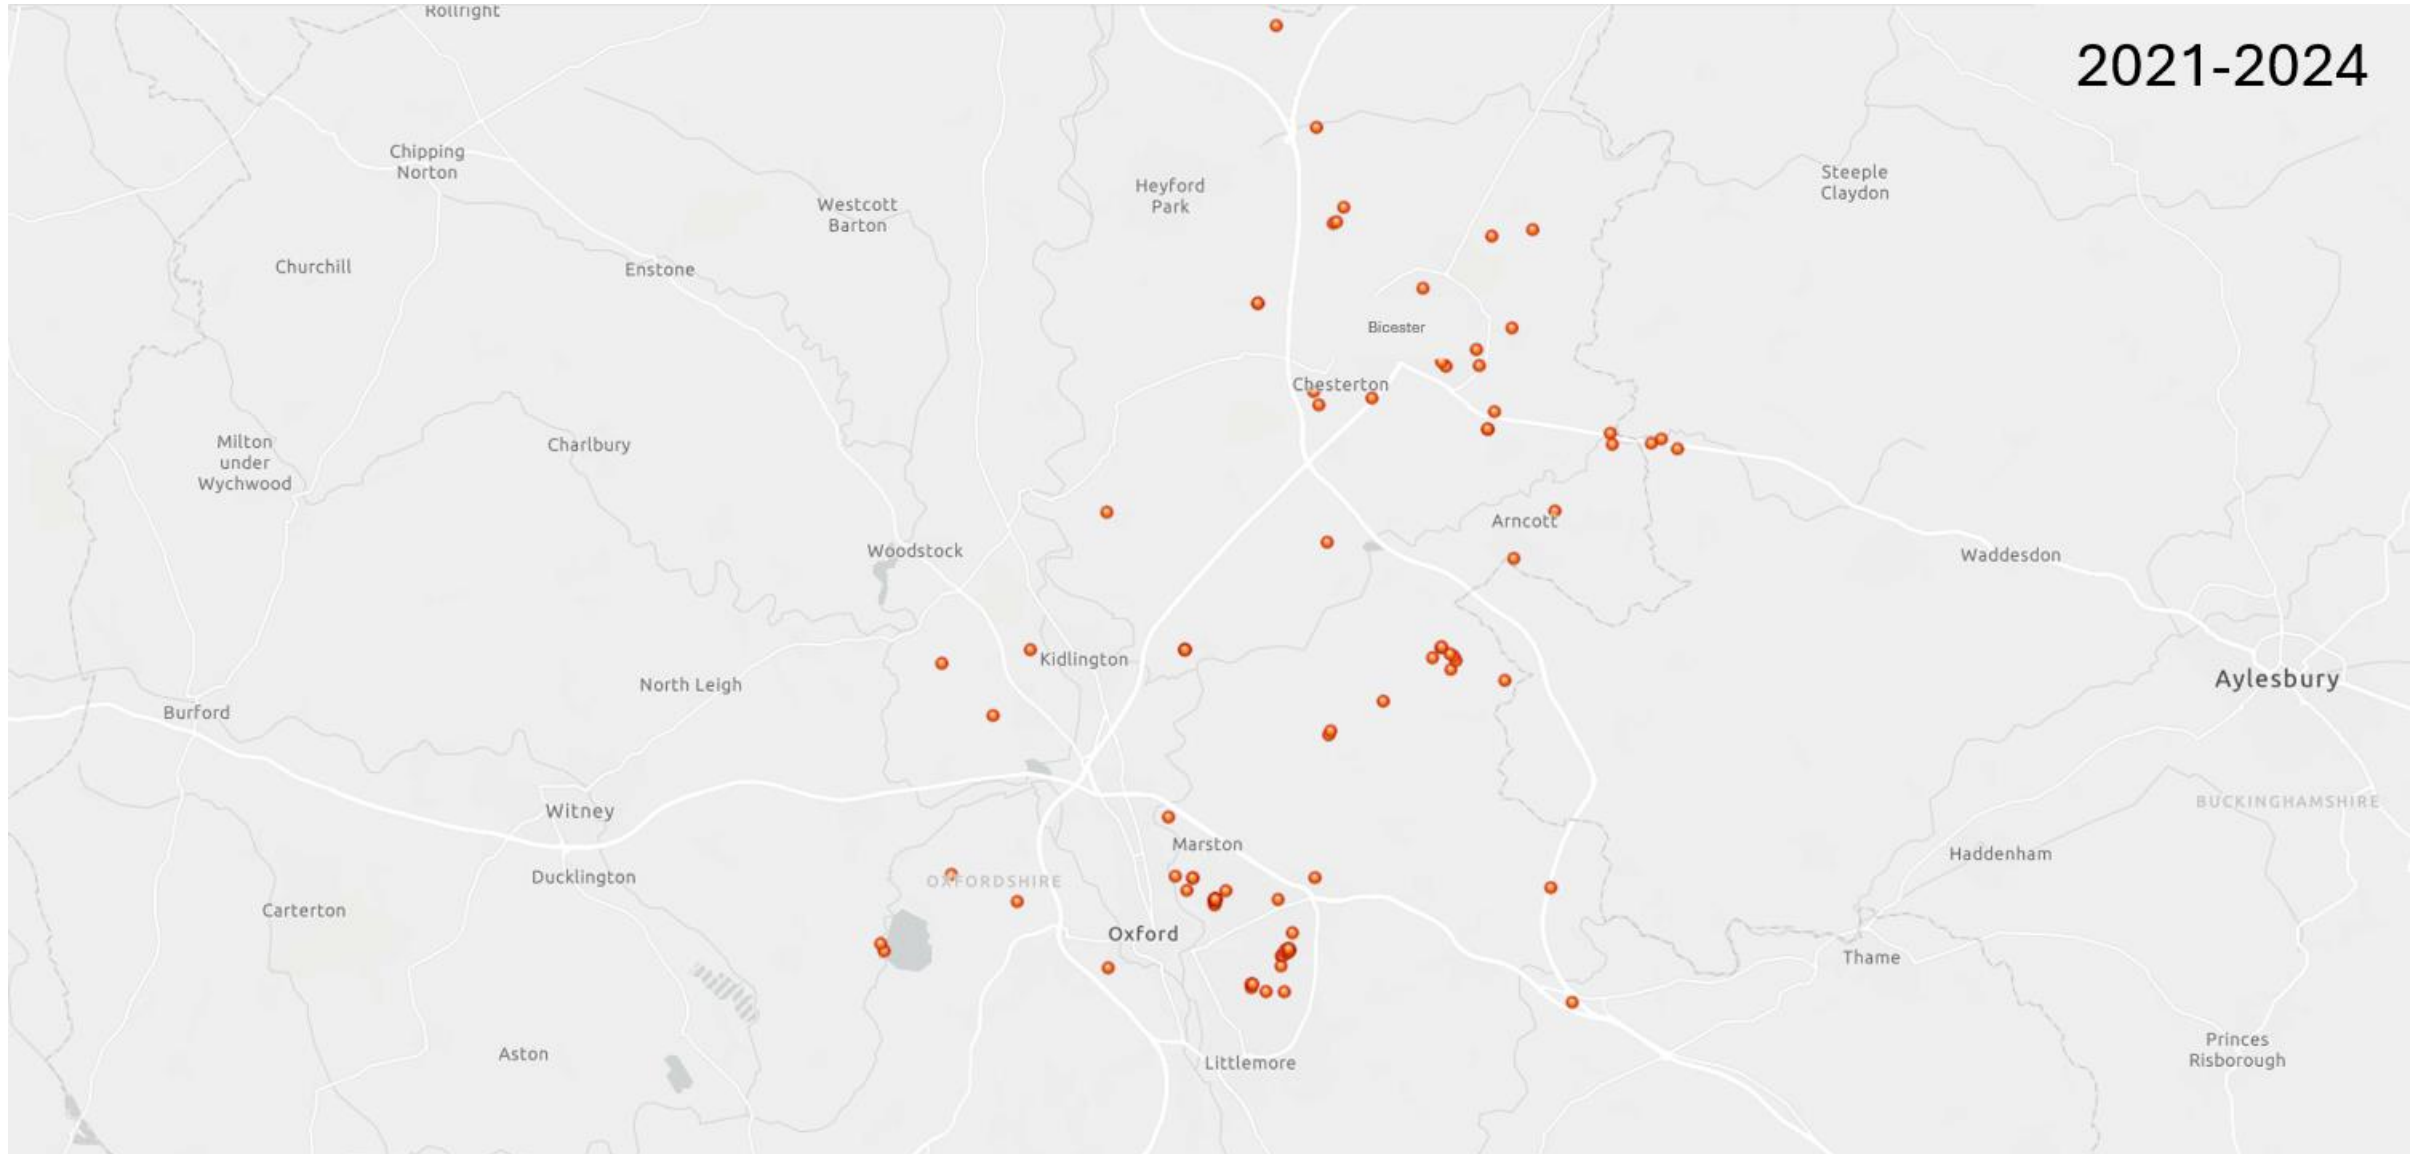 Rollright
2021-2024
Chipping
Norton
Steeple
Claydon
Heyford
Park
Westcott
Barton
Churchill
Enstone
Bicester
Chesterton
Milton
under
Wychwood
Charlbury
Arncott
Woodstock
Waddesdon
Kidlington
North Leigh
Aylesbury
Burford
Witney
BUCKINGHAMSHIRE
Marston
Haddenham
Ducklington
OXFORDSHIRE
Carterton
Oxford
Thame
Aston
Littlemore
Princes
Risborough